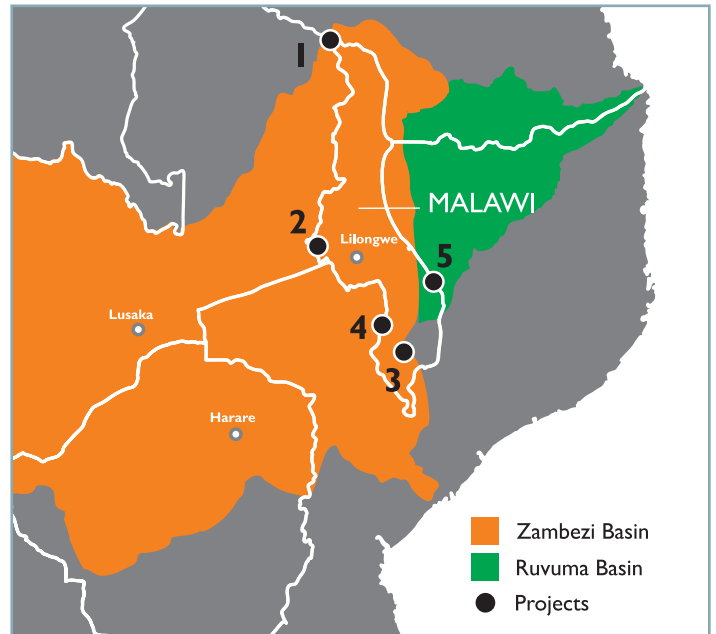 1
MALAWI
2
Lilongwe
5
Lusaka
4
3
Harare
Zambezi Basin
Ruvuma Basin
Projects